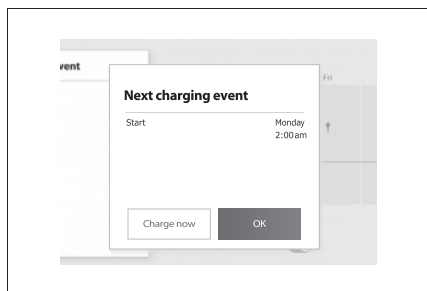 vent
Fri
Next charging event
Start
Monday
2:00am
Charge now
OK